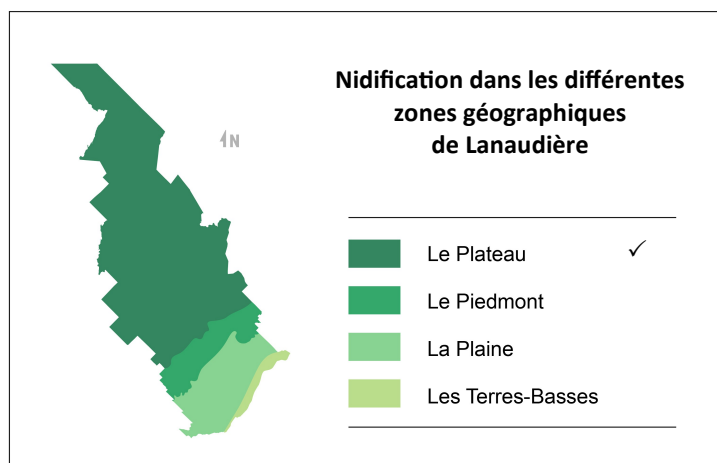 Nidification dans les différentes
zones géographiques
de Lanaudière
N
Le Plateau ✓
Le Piedmont
La Plaine
Les Terres-Basses